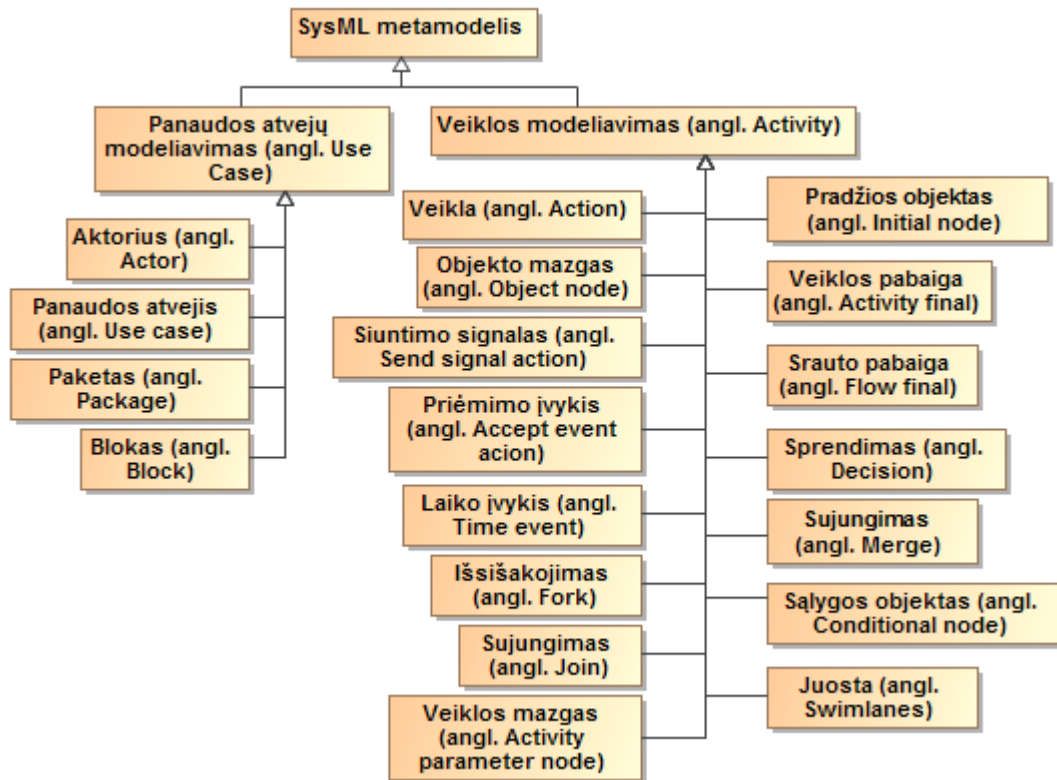 SysML metamodelis
Panaudos atvejų
modeliavimas (angl. Use
Case)
Veiklos modeliavimas (angl. Activity)
Aktorius (angl.
Actor)
Panaudos atvejis
(angl. Use case)
Paketas (angl.
Package)
Blokas (angl.
Block)
Veikla (angl. Action)
Objekto mazgas
(angl. Object node)
Siuntimo signalas (angl.
Send signal action)
Priėmimo įvykis
(angl. Accept event
acion)
Laiko įvykis (angl.
Time event)
Išsišakojimas
(angl. Fork)
Sujungimas
(angl. Join)
Veiklos mazgas
(angl. Activity
parameter node)
Pradžios objektas
(angl. Initial node)
Veiklos pabaiga
(angl. Activity final)
Srauto pabaiga
(angl. Flow final)
Sprendimas (angl.
Decision)
Sujungimas
(angl. Merge)
Sąlygos objektas (angl.
Conditional node)
Juosta (angl.
Swimlanes)